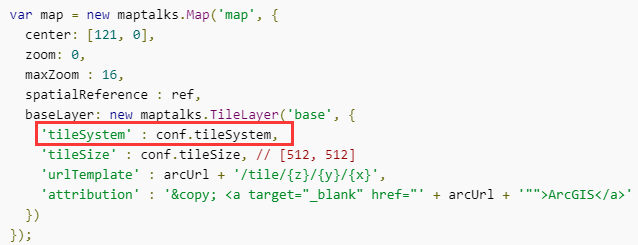 var map = new maptalks.Map('map', {
center: [121, 0],
zoom: 0,
maxZoom : 16,
spatialReference : ref,
baseLayer: new maptalks.TileLayer('base', {
'tileSystem' : conf.tileSystem,
'tileSize' : conf.tileSize, // [512, 512]
'urlTemplate' : arcUrl + '/tile/{z}/{y}/{x}',
'attribution' : '&copy; <a target="_blank" href="' + arcUrl + '"">ArcGIS</a>'
})
});